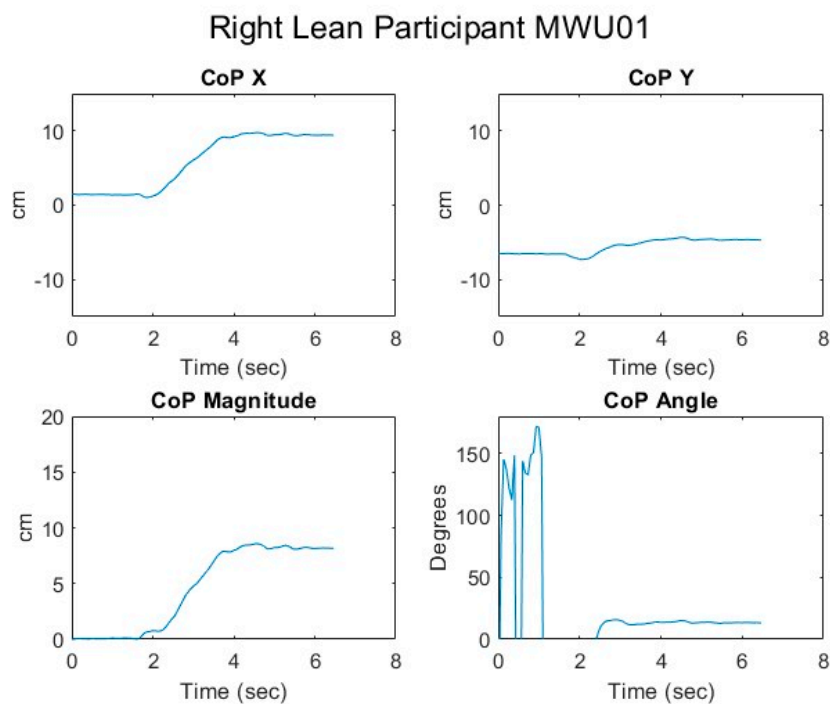 Right Lean Participant MWU01
CoP X
10
0
-10
cm
0 2 4 6 8
Time (sec)
CoP Y
10
0
-10
cm
0 2 4 6 8
Time (sec)
CoP Magnitude
20
15
10
5
0
cm
0 2 4 6 8
Time (sec)
CoP Angle
150
100
50
0
Degrees
0 2 4 6 8
Time (sec)